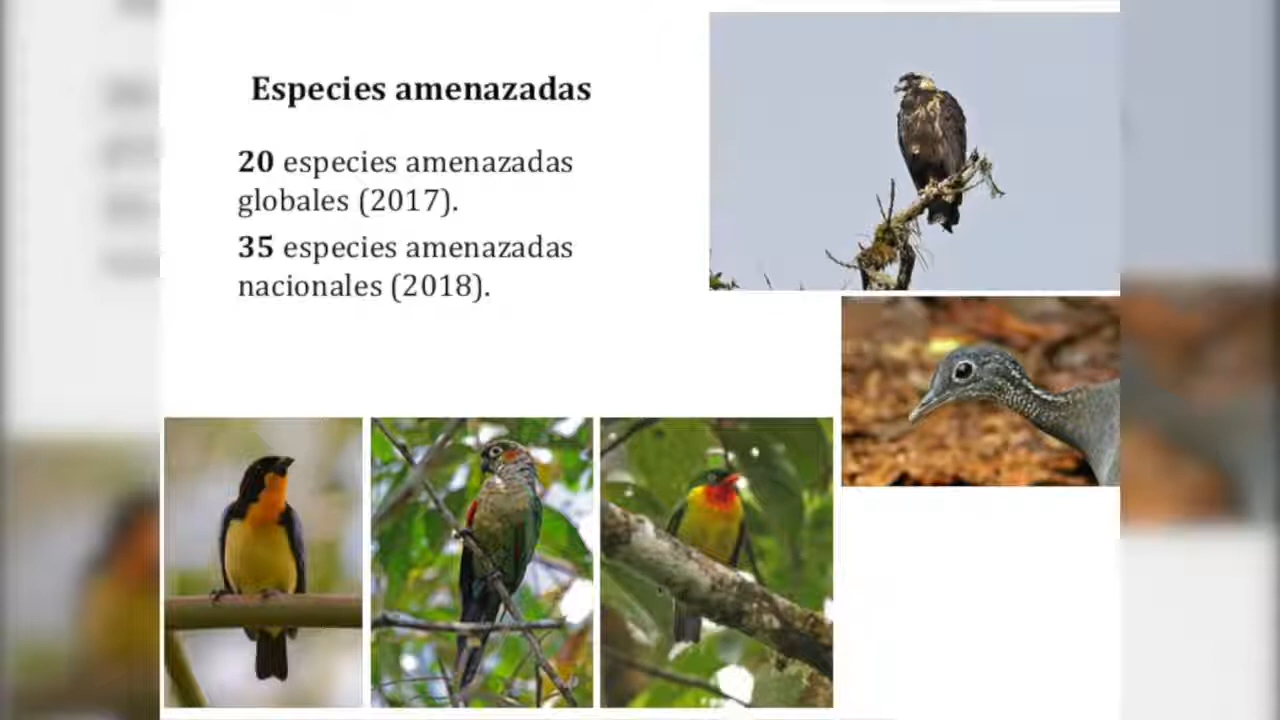 Especies amenazadas
20 especies amenazadas
globales (2017).
35 especies amenazadas
nacionales (2018).